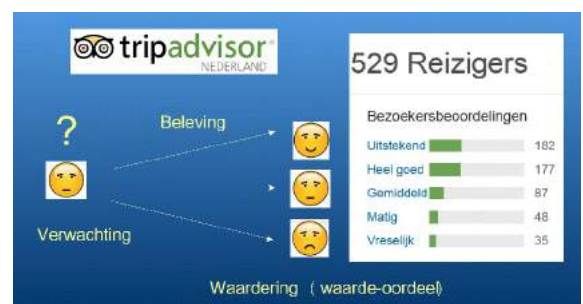 tripadvisor
NEDERLAND
529 Reizigers
Bezoekersbeoordelingen
Uitstekend 182
Heel goed 177
Gemiddeld 87
Matig 48
Vreselijk 35
?
Beleving
Verwachting
Waardering ( waarde-oordeel)